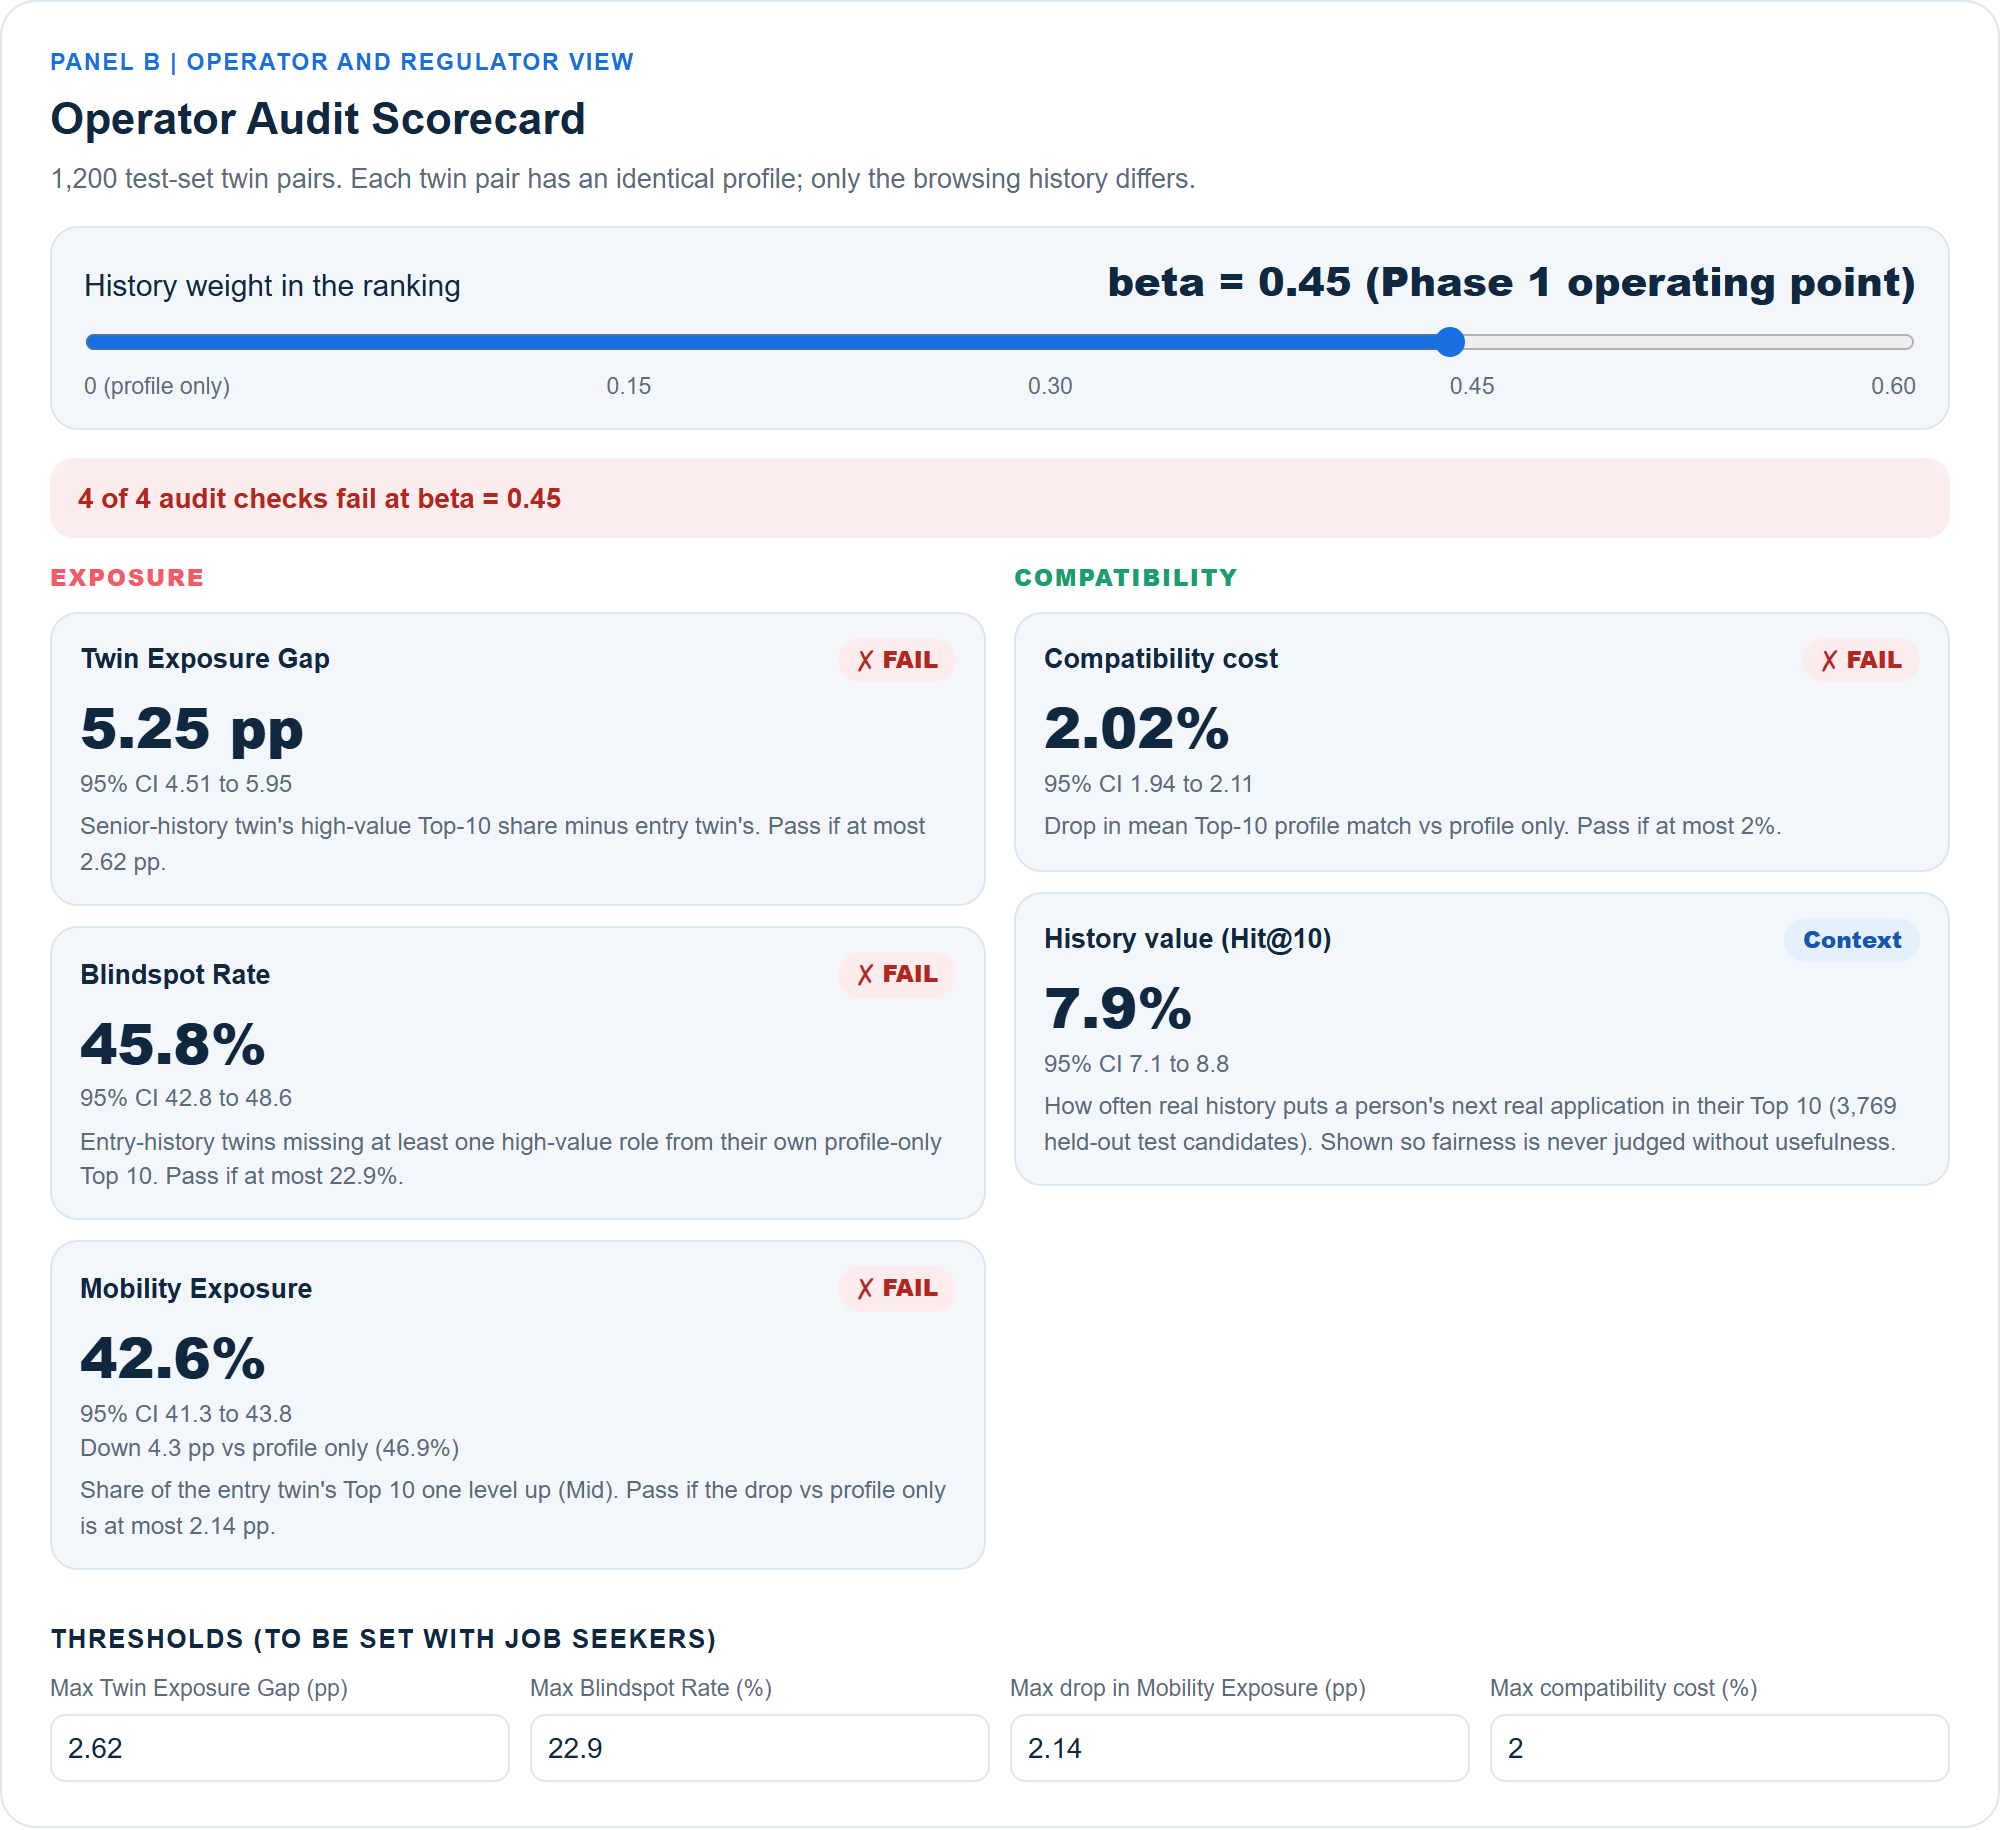 PANEL B | OPERATOR AND REGULATOR VIEW
Operator Audit Scorecard
1,200 test-set twin pairs. Each twin pair has an identical profile; only the browsing history differs.
History weight in the ranking
beta = 0.45 (Phase 1 operating point)
0 (profile only)
0.15
0.30
0.45
0.60
4 of 4 audit checks fail at beta = 0.45
EXPOSURE
Twin Exposure Gap
✗ FAIL
5.25 pp
95% CI 4.51 to 5.95
Senior-history twin's high-value Top-10 share minus entry twin's. Pass if at most
2.62 pp.
Blindspot Rate
✗ FAIL
45.8%
95% CI 42.8 to 48.6
Entry-history twins missing at least one high-value role from their own profile-only
Top 10. Pass if at most 22.9%.
Mobility Exposure
✗ FAIL
42.6%
95% CI 41.3 to 43.8
Down 4.3 pp vs profile only (46.9%)
Share of the entry twin's Top 10 one level up (Mid). Pass if the drop vs profile only
is at most 2.14 pp.
COMPATIBILITY
Compatibility cost
✗ FAIL
2.02%
95% CI 1.94 to 2.11
Drop in mean Top-10 profile match vs profile only. Pass if at most 2%.
History value (Hit@10)
Context
7.9%
95% CI 7.1 to 8.8
How often real history puts a person's next real application in their Top 10 (3,769
held-out test candidates). Shown so fairness is never judged without usefulness.
THRESHOLDS (TO BE SET WITH JOB SEEKERS)
Max Twin Exposure Gap (pp)
2.62
Max Blindspot Rate (%)
22.9
Max drop in Mobility Exposure (pp)
2.14
Max compatibility cost (%)
2